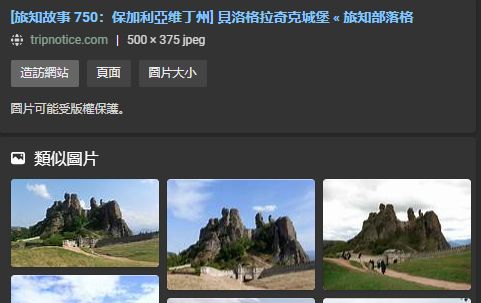 [旅知故事 750：保加利亞維丁州] 貝洛格拉奇克城堡 « 旅知部落格
tripnotice.com | 500 × 375 jpeg
造訪網站 頁面 圖片大小
圖片可能受版權保護。
類似圖片